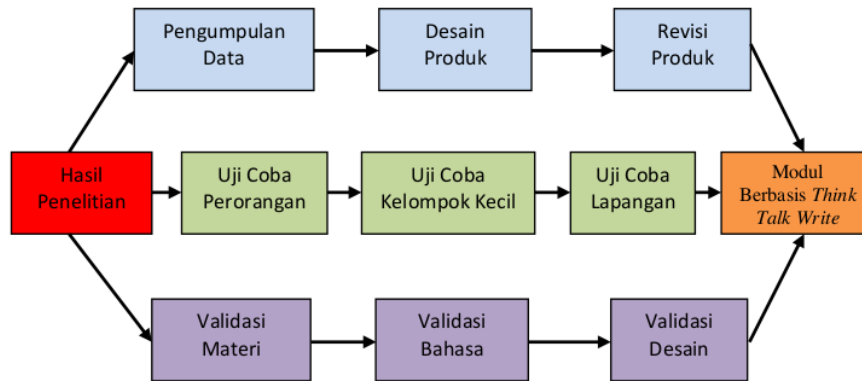 Pengumpulan
Data
Desain
Produk
Revisi
Produk
Hasil
Penelitian
Uji Coba
Perorangan
Uji Coba
Kelompok Kecil
Uji Coba
Lapangan
Modul
Berbasis Think
Talk Write
Validasi
Materi
Validasi
Bahasa
Validasi
Desain